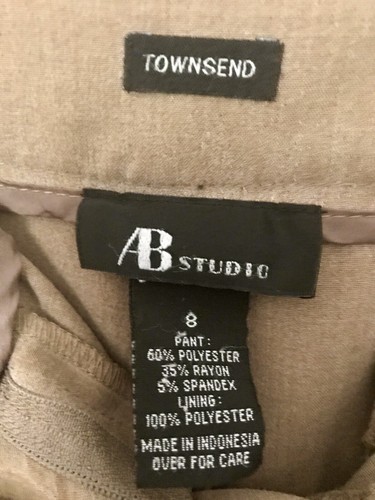 TOWNSEND
AB STUDIO
8
PANT:
60% POLYESTER
35% RAYON
5% SPANDEX
LINING:
100% POLYESTER
MADE IN INDONESIA
OVER FOR CARE